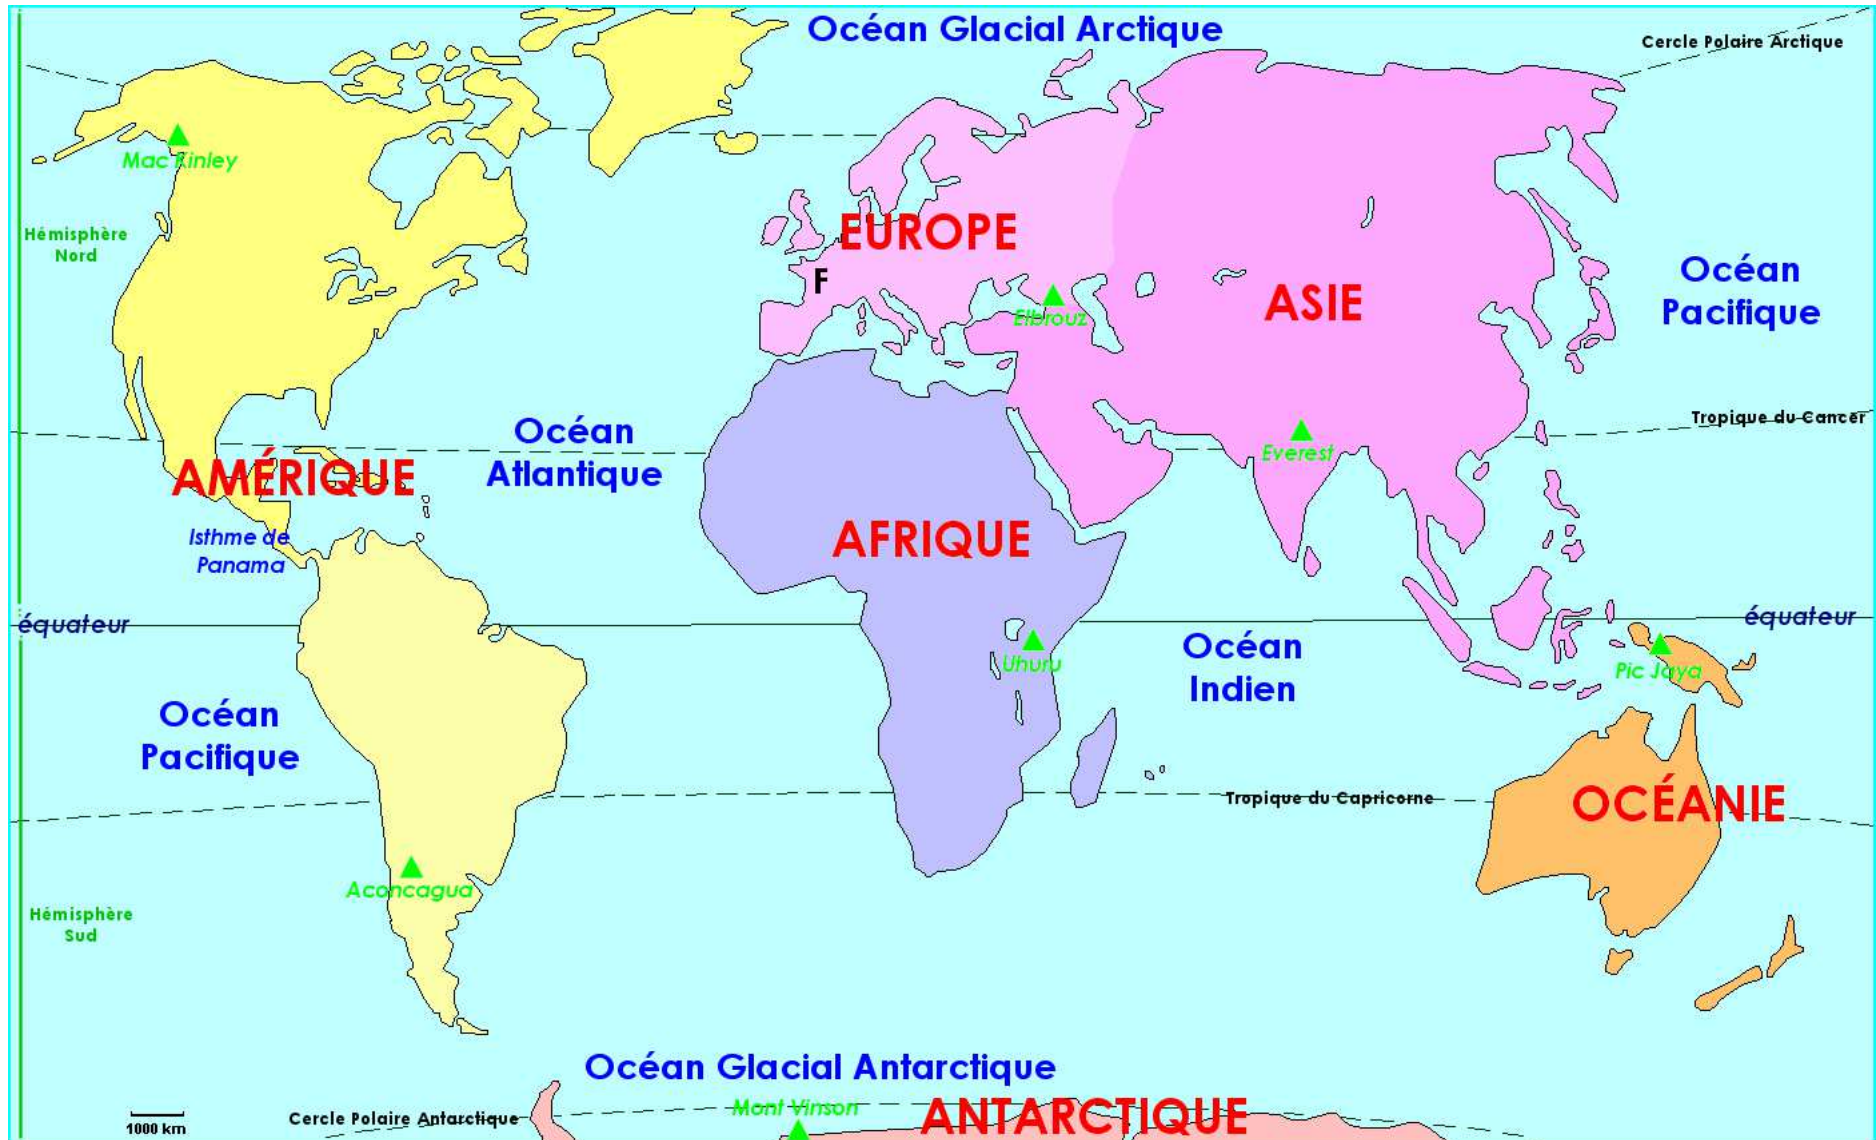 Océan Glacial Arctique
Cercle Polaire Arctique
Mac Kinley
Hémisphère
Nord
EUROPE
F
Elbrouz
ASIE
Océan
Pacifique
Océan
Atlantique
Tropique du Cancer
Everest
AMÉRIQUE
Isthme de
Panama
AFRIQUE
équateur
équateur
Uhuru
Océan
Indien
Pic Jaya
Océan
Pacifique
Tropique du Capricorne
OCÉANIE
Aconcagua
Hémisphère
Sud
Océan Glacial Antarctique
Mont Vinson
ANTARCTIQUE
Cercle Polaire Antarctique
1000 km